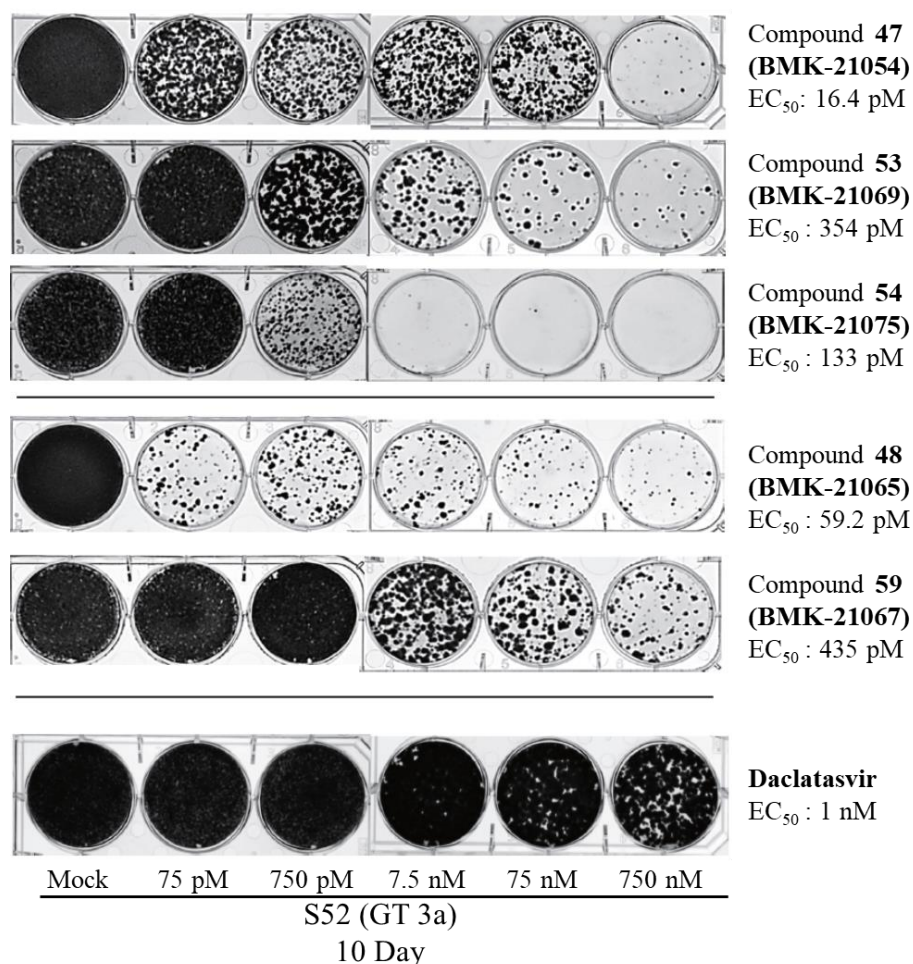 Compound 47
(BMK-21054)
EC₅₀: 16.4 pM
Compound 53
(BMK-21069)
EC₅₀ : 354 pM
Compound 54
(BMK-21075)
EC₅₀ : 133 pM
Compound 48
(BMK-21065)
EC₅₀ : 59.2 pM
Compound 59
(BMK-21067)
EC₅₀ : 435 pM
Daclatasvir
EC₅₀ : 1 nM
Mock 75 pM 750 pM 7.5 nM 75 nM 750 nM
S52 (GT 3a)
10 Day